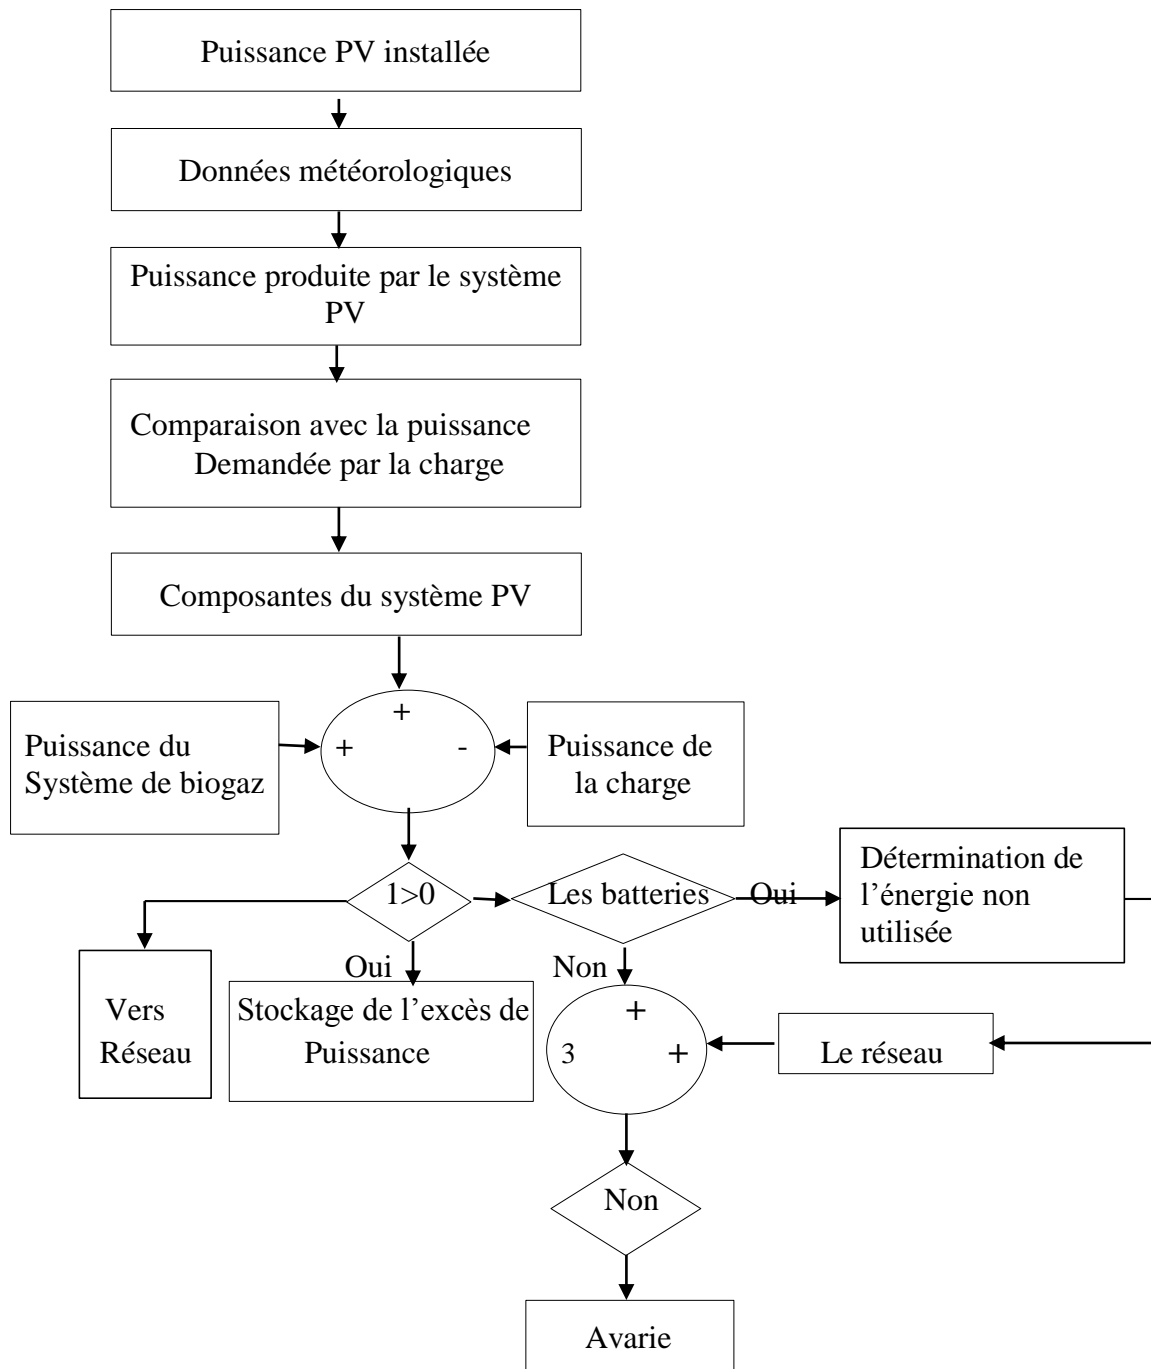 Puissance PV installée
Données météorologiques
Puissance produite par le système
PV
Comparaison avec la puissance
Demandée par la charge
Composantes du système PV
+
+
-
Puissance du
Système de biogaz
Puissance de
la charge
1>0
Les batteries
Oui
Détermination de
l’énergie non
utilisée
Oui
Non
Vers
Réseau
Stockage de l’excès de
Puissance
+
3
+
Le réseau
Non
Avarie